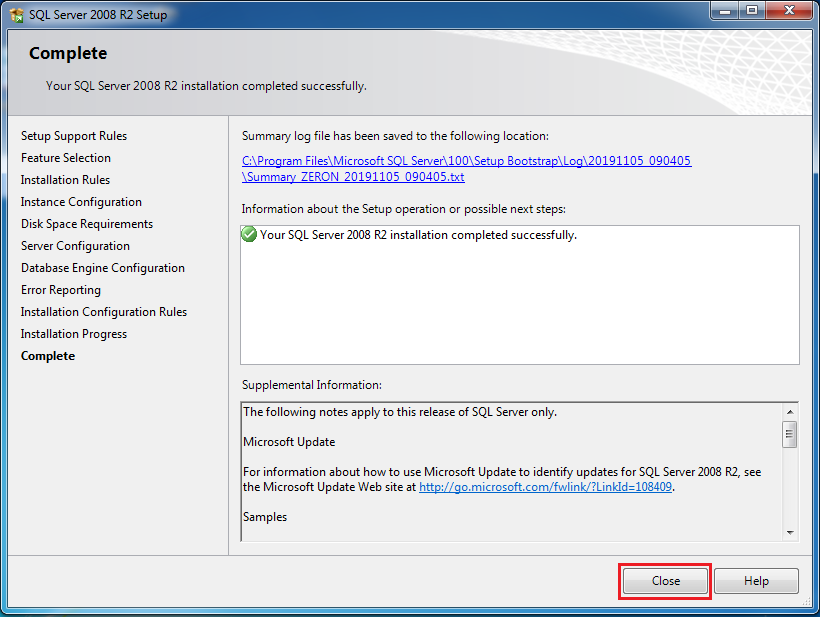 SQL Server 2008 R2 Setup
Complete
Your SQL Server 2008 R2 installation completed successfully.
Setup Support Rules
Feature Selection
Installation Rules
Instance Configuration
Disk Space Requirements
Server Configuration
Database Engine Configuration
Error Reporting
Installation Configuration Rules
Installation Progress
Complete
Summary log file has been saved to the following location:
C:\Program Files\Microsoft SQL Server\100\Setup Bootstrap\Log\20191105_090405
\Summary_ZERON_20191105_090405.txt
Information about the Setup operation or possible next steps:
Your SQL Server 2008 R2 installation completed successfully.
Supplemental Information:
The following notes apply to this release of SQL Server only.
Microsoft Update
For information about how to use Microsoft Update to identify updates for SQL Server 2008 R2, see
the Microsoft Update Web site at http://go.microsoft.com/fwlink/?LinkId=108409.
Samples
Close
Help